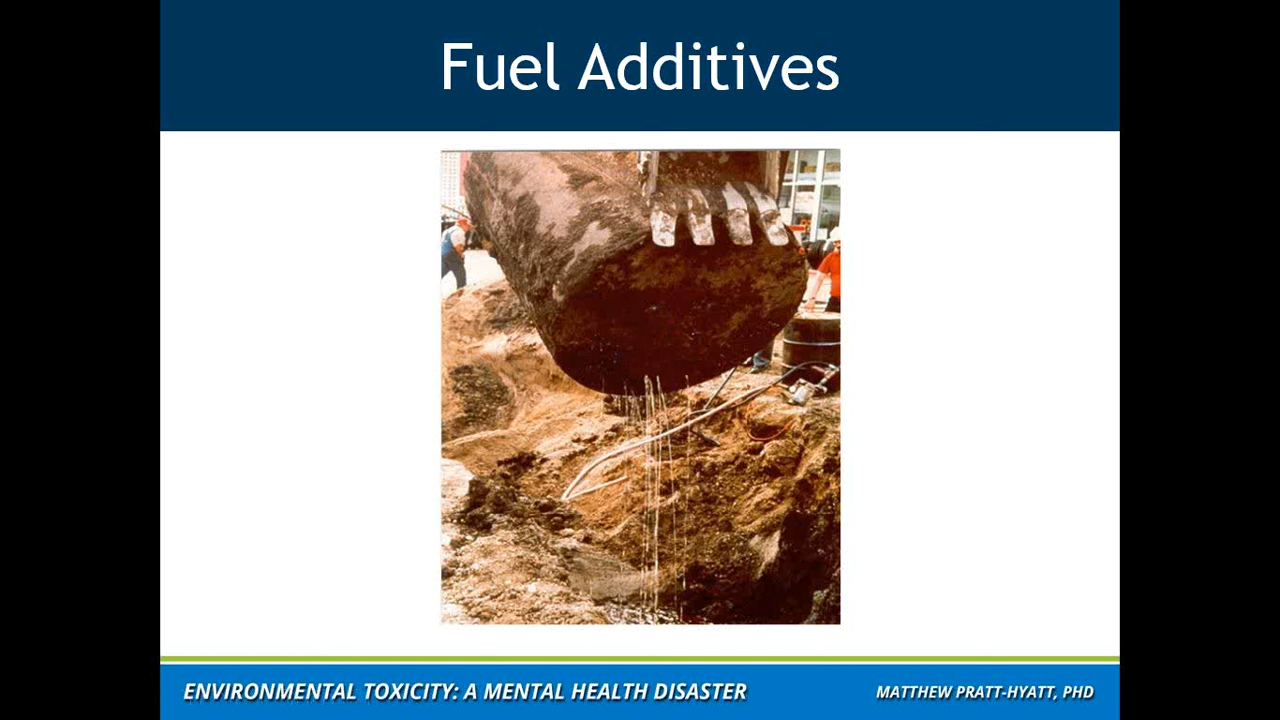 Fuel Additives
ENVIRONMENTAL TOXICITY: A MENTAL HEALTH DISASTER
MATTHEW PRATT-HYATT, PHD